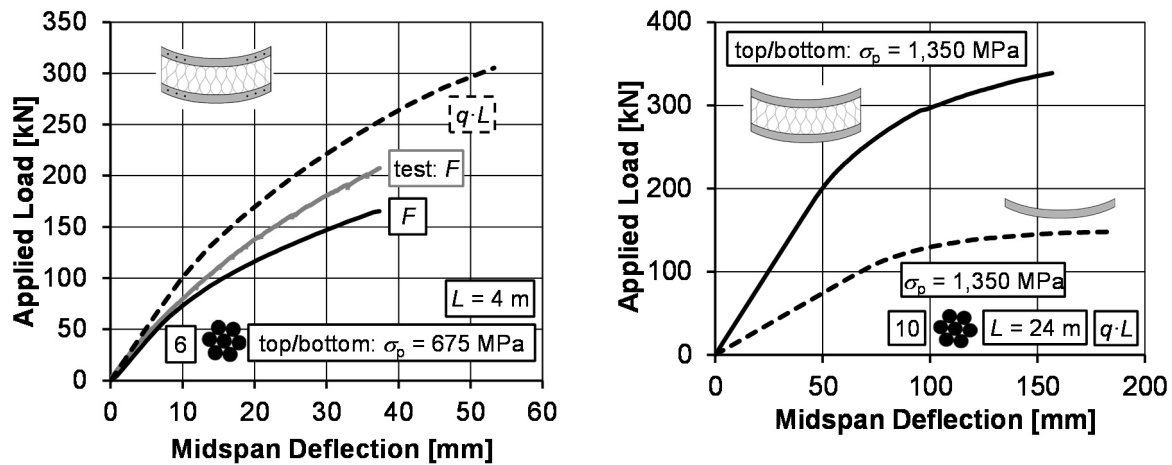 350
300
250
200
150
100
50
0
Applied Load [kN]
q·L
test: F
F
L = 4 m
6
top/bottom: σp = 675 MPa
0 10 20 30 40 50 60
Midspan Deflection [mm]
400
300
200
100
0
Applied Load [kN]
top/bottom: σp = 1,350 MPa
σp = 1,350 MPa
10
L = 24 m
q·L
0 50 100 150 200
Midspan Deflection [mm]